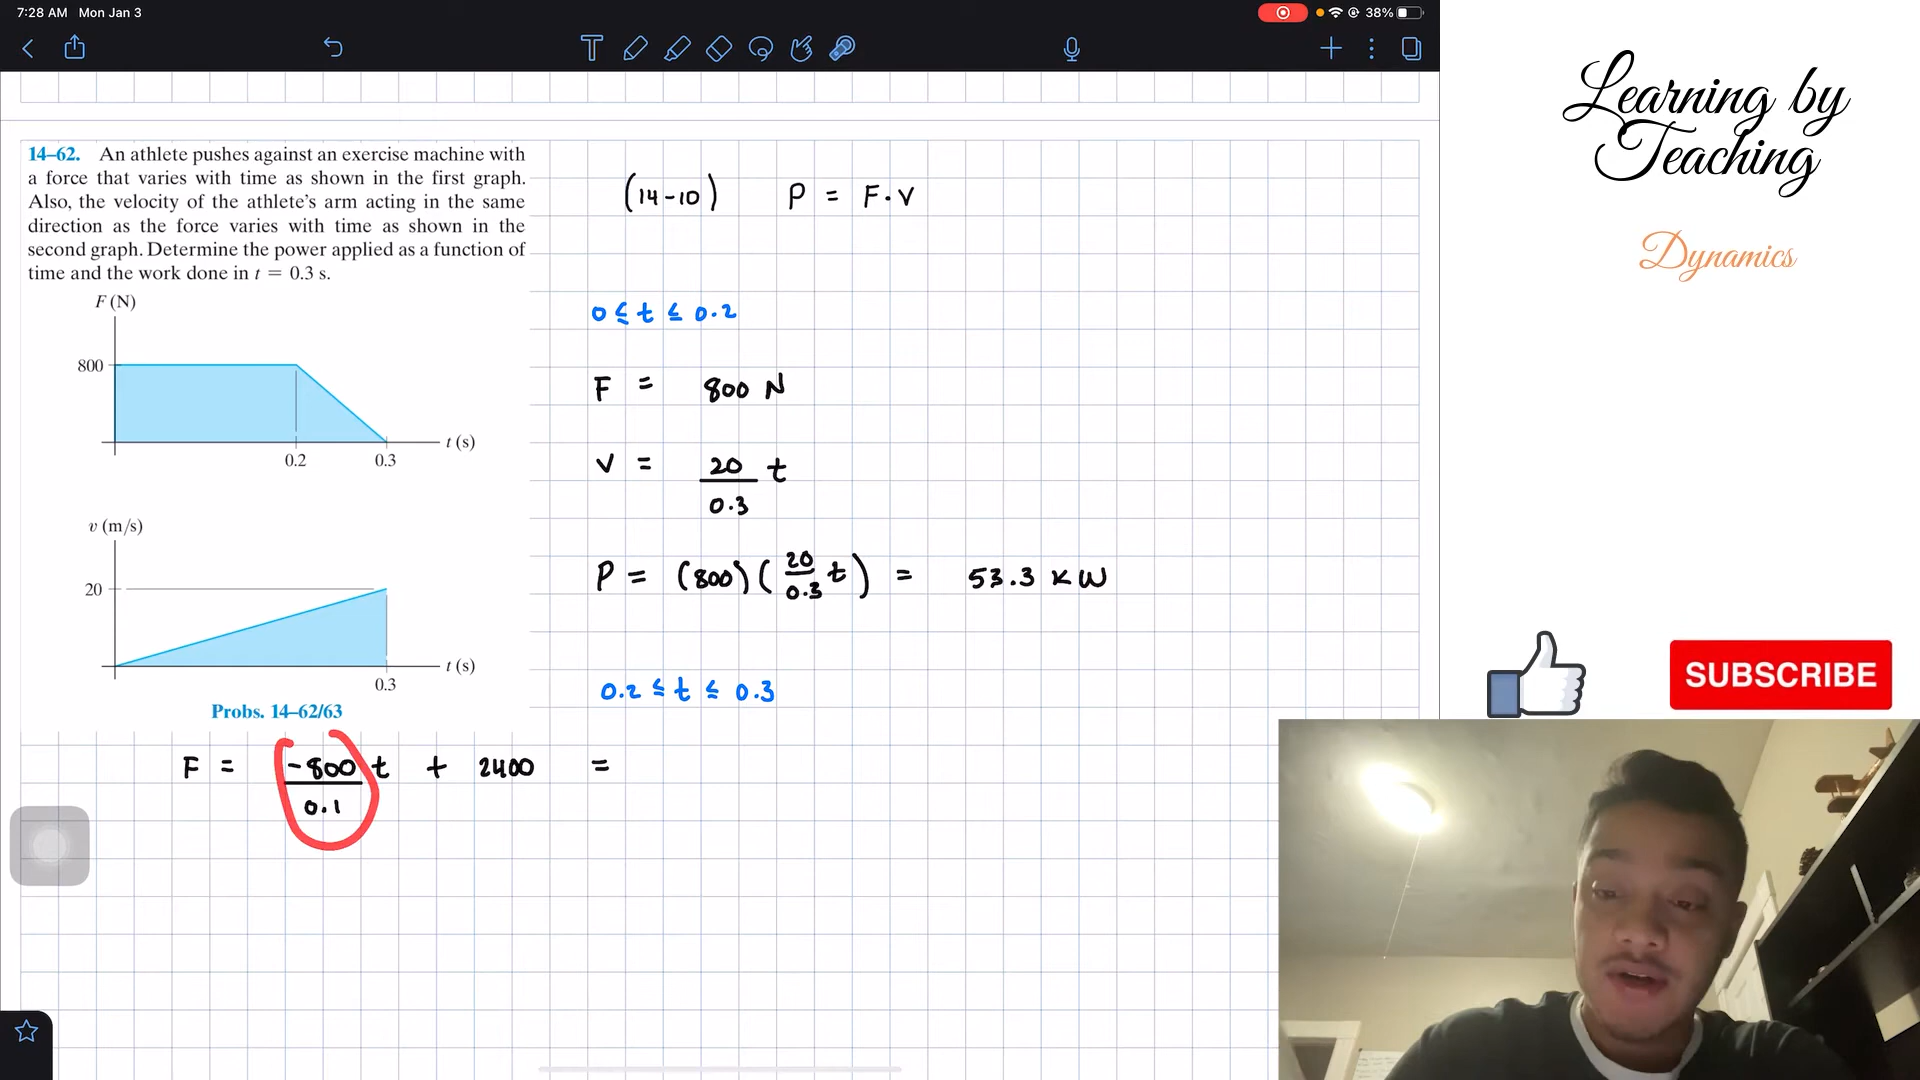 7:28 AM Mon Jan 3
38%
14–62. An athlete pushes against an exercise machine with
a force that varies with time as shown in the first graph.
Also, the velocity of the athlete's arm acting in the same
direction as the force varies with time as shown in the
second graph. Determine the power applied as a function of
time and the work done in t = 0.3 s.
F (N)
800
t (s)
0.2 0.3
v (m/s)
20
t (s)
0.3
Probs. 14–62/63
(14-10) P = F·V
0 ≤ t ≤ 0.2
F = 800 N
V = 20/0.3 t
P = (800)(20/0.3 t) = 53.3 KW
0.2 ≤ t ≤ 0.3
F = -800/0.1 t + 2400 =
Learning by
Teaching
Dynamics
SUBSCRIBE